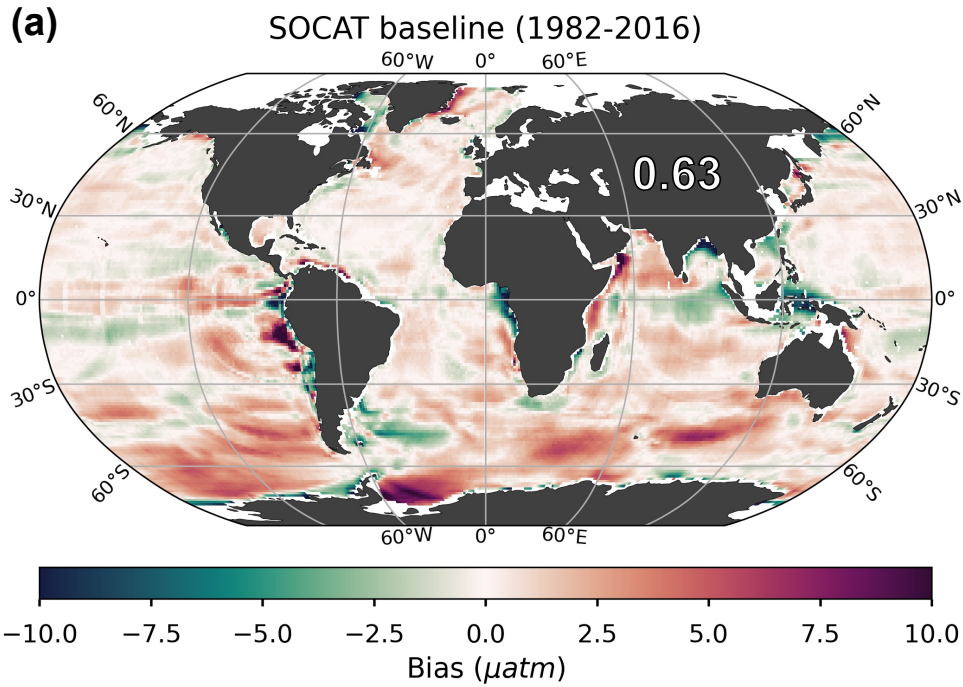 (a)
SOCAT baseline (1982-2016)
60°W 0° 60°E
60°N 60°N
0.63
30°N 30°N
0° 0°
30°S 30°S
60°S 60°S
60°W 0° 60°E
−10.0 −7.5 −5.0 −2.5 0.0 2.5 5.0 7.5 10.0
Bias (μatm)